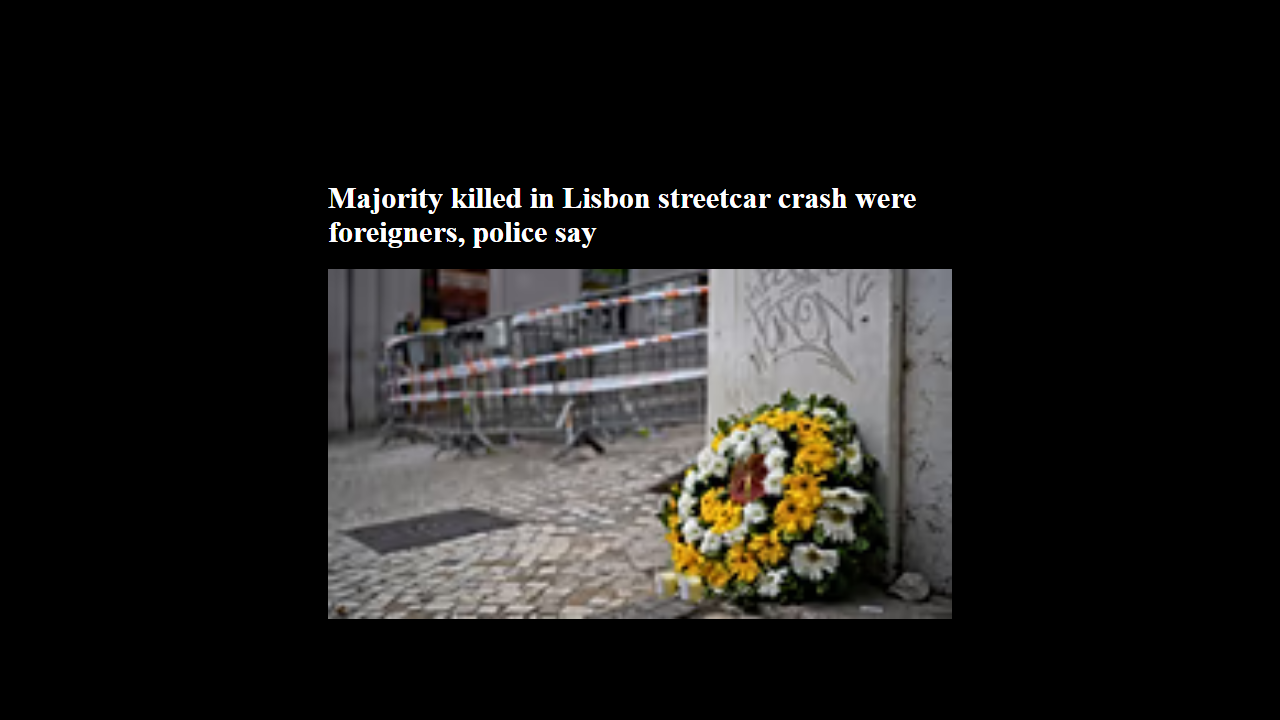 Majority killed in Lisbon streetcar crash were
foreigners, police say